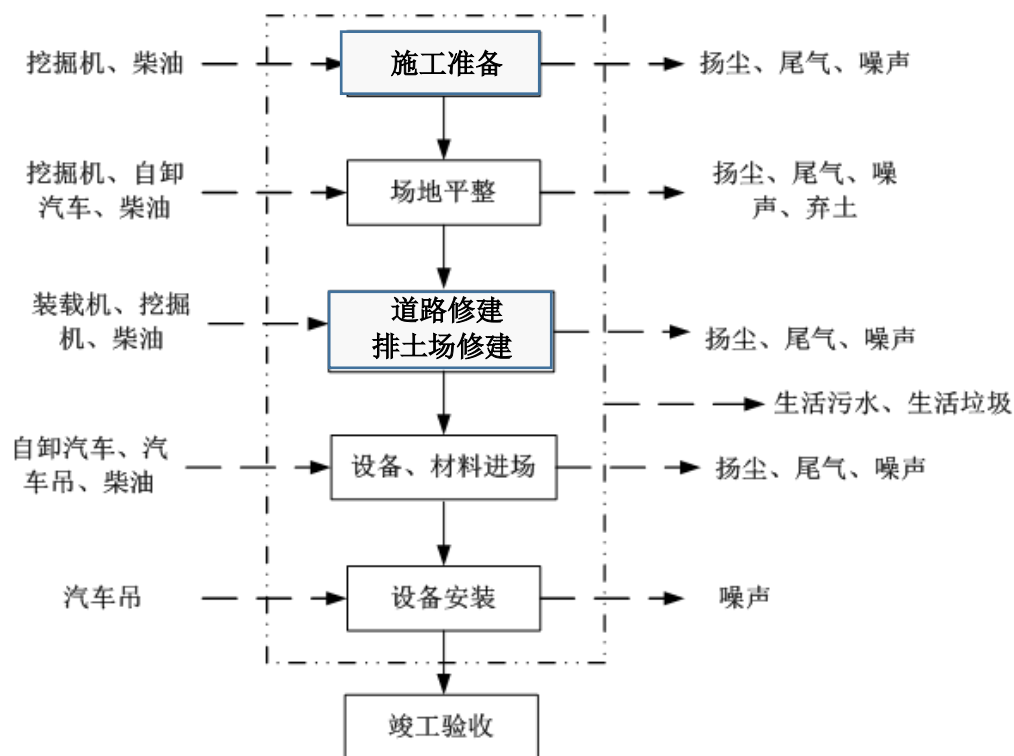 挖掘机、柴油
施工准备
扬尘、尾气、噪声
挖掘机、自卸
汽车、柴油
场地平整
扬尘、尾气、噪
声、弃土
装载机、挖掘
机、柴油
道路修建
排土场修建
扬尘、尾气、噪声
生活污水、生活垃圾
自卸汽车、汽
车吊、柴油
设备、材料进场
扬尘、尾气、噪声
汽车吊
设备安装
噪声
竣工验收